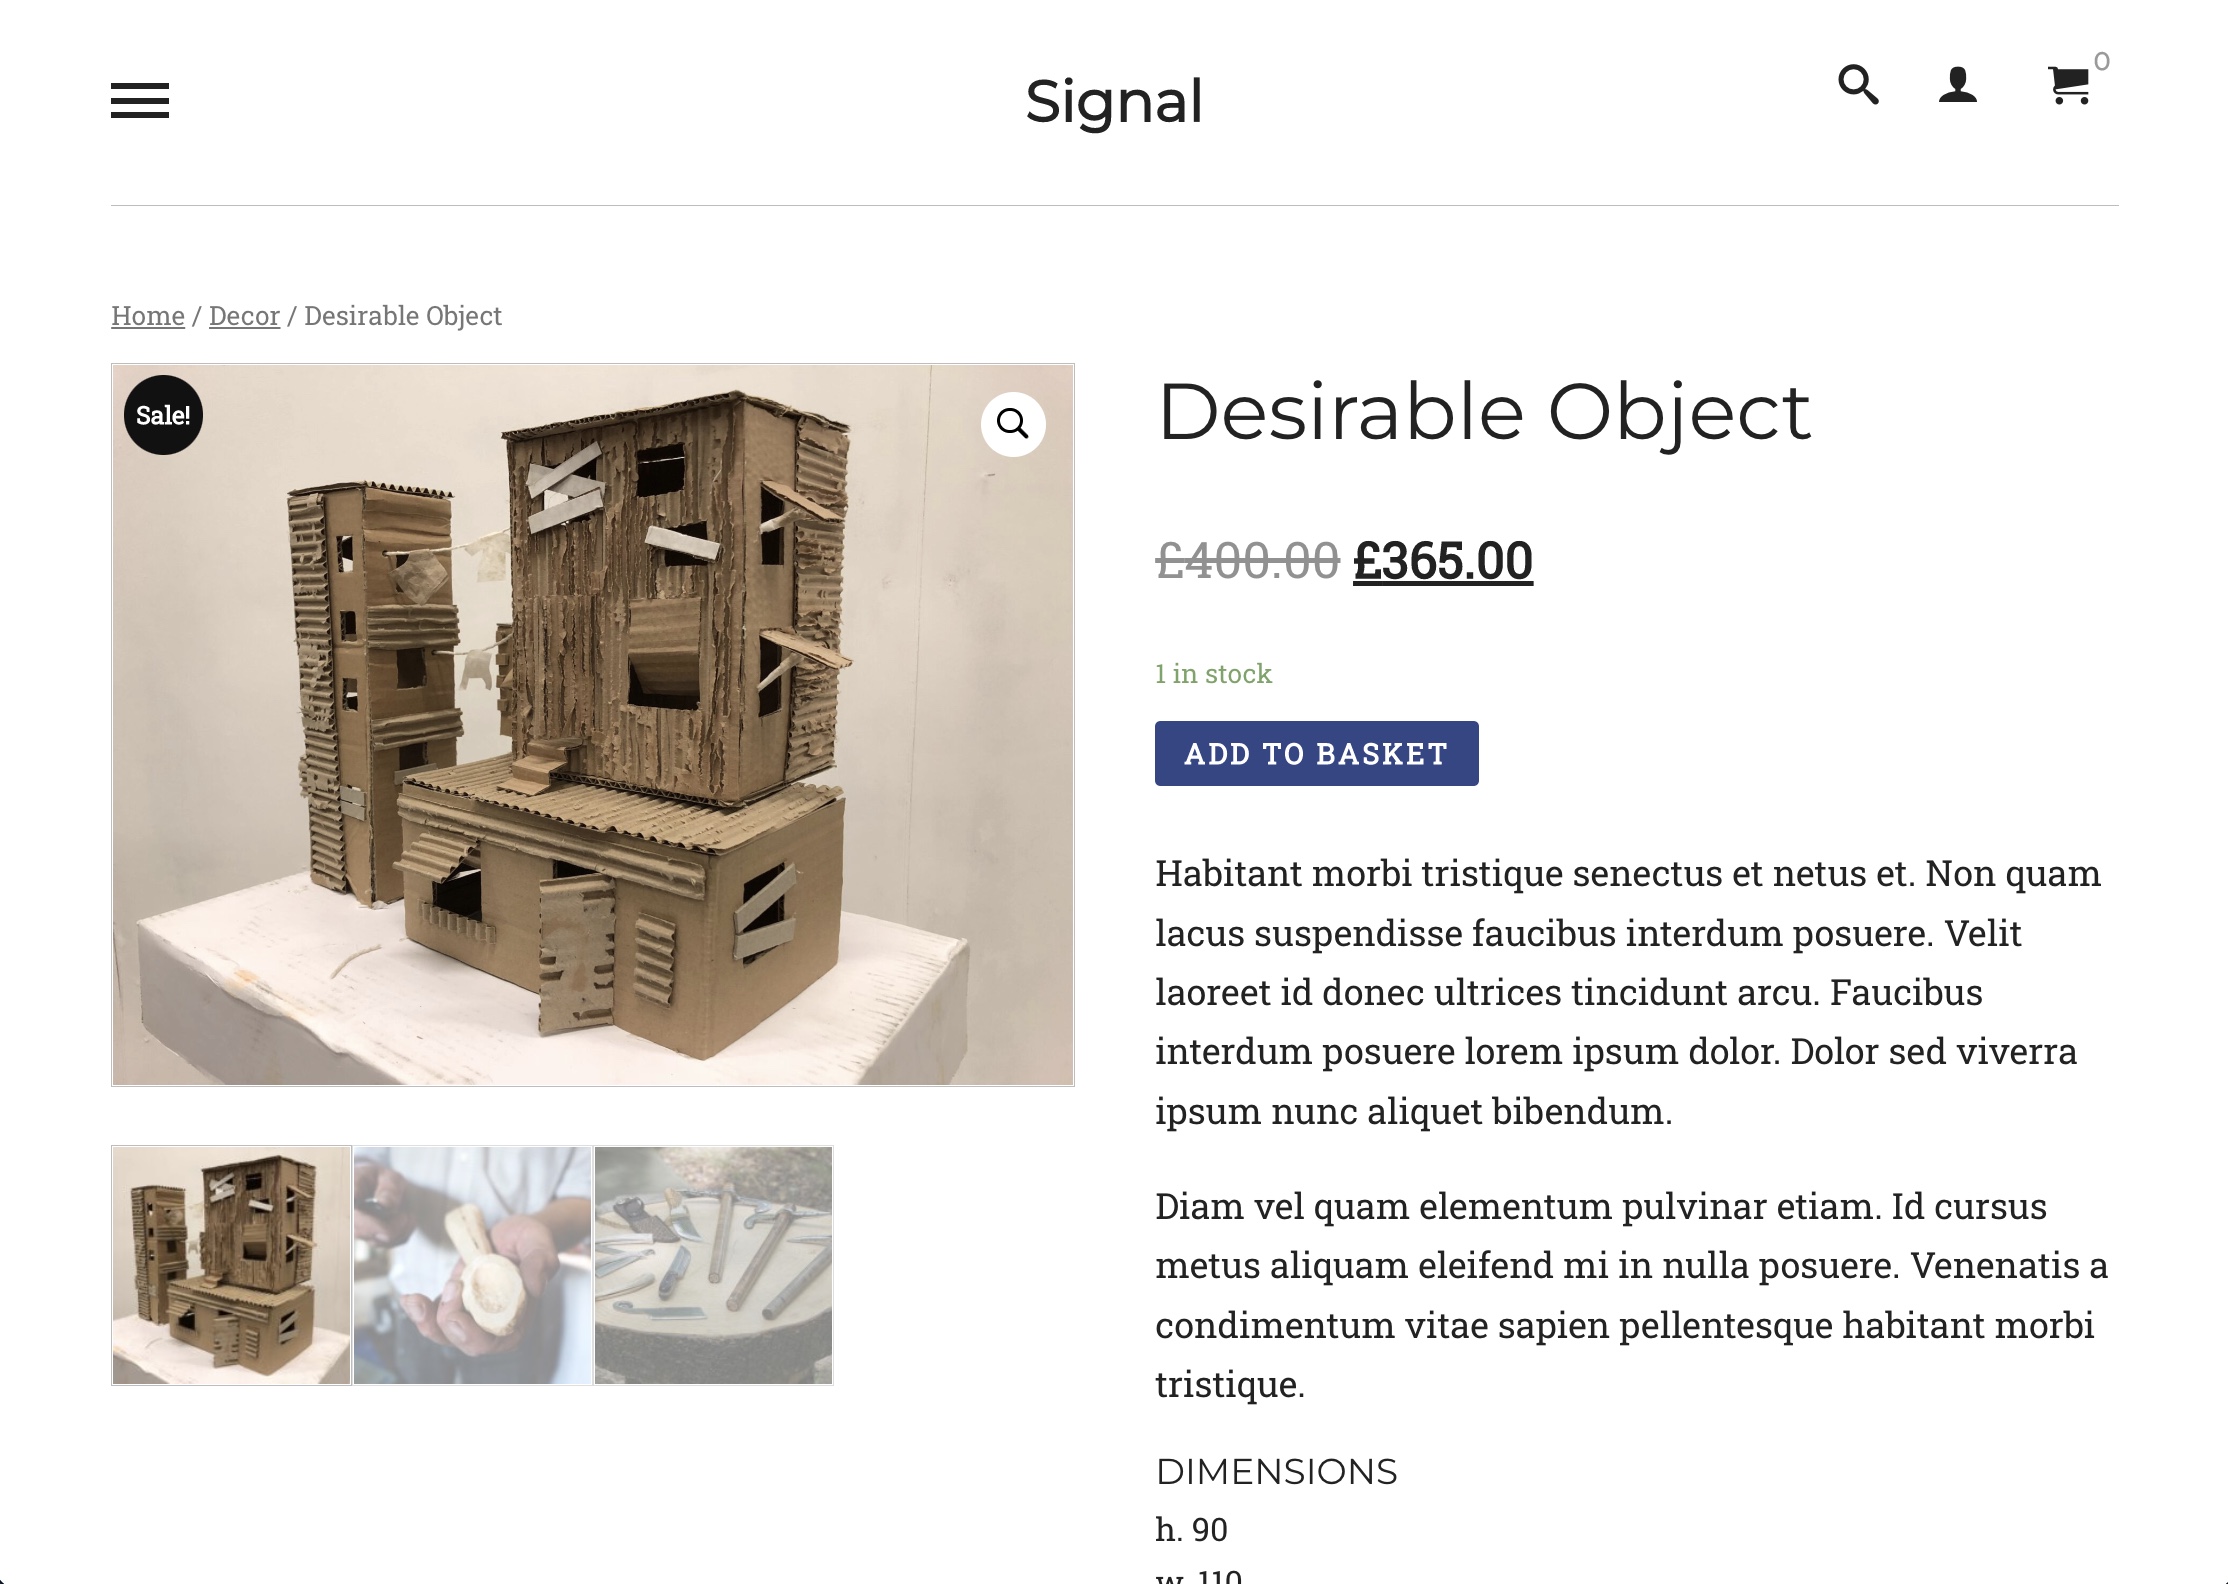 Signal
0
Home / Decor / Desirable Object
Sale!
Desirable Object
£400.00 £365.00
1 in stock
ADD TO BASKET
Habitant morbi tristique senectus et netus et. Non quam
lacus suspendisse faucibus interdum posuere. Velit
laoreet id donec ultrices tincidunt arcu. Faucibus
interdum posuere lorem ipsum dolor. Dolor sed viverra
ipsum nunc aliquet bibendum.
Diam vel quam elementum pulvinar etiam. Id cursus
metus aliquam eleifend mi in nulla posuere. Venenatis a
condimentum vitae sapien pellentesque habitant morbi
tristique.
DIMENSIONS
h. 90
w. 110